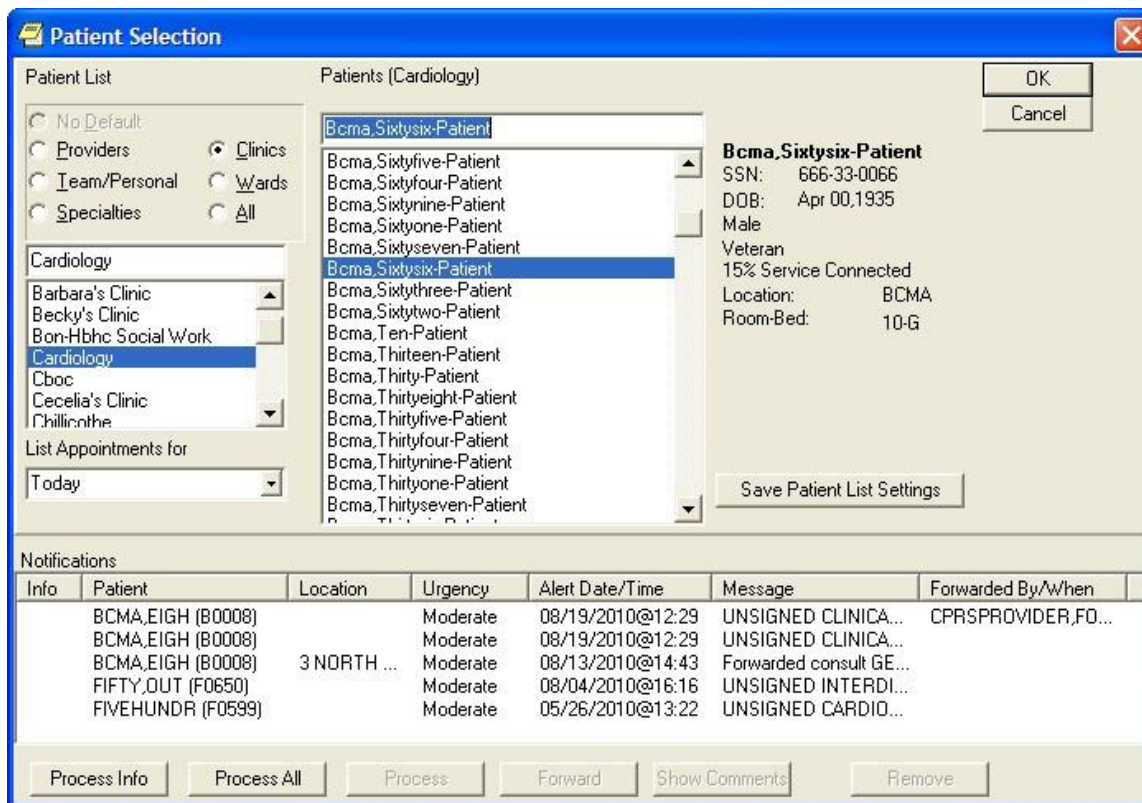 Patient Selection
Patient List
No Default
Providers
Clinics
Team/Personal
Wards
Specialties
All
Cardiology
Barbara's Clinic
Becky's Clinic
Bon-Hbhc Social Work
Cardiology
Cboc
Cecelia's Clinic
Chillicothe
List Appointments for
Today
Patients (Cardiology)
Bcma,Sixtysix-Patient
Bcma,Sixtyfive-Patient
Bcma,Sixtyfour-Patient
Bcma,Sixtynine-Patient
Bcma,Sixtyone-Patient
Bcma,Sixtyseven-Patient
Bcma,Sixtysix-Patient
Bcma,Sixtythree-Patient
Bcma,Sixtytwo-Patient
Bcma,Ten-Patient
Bcma,Thirteen-Patient
Bcma,Thirty-Patient
Bcma,Thirtyeight-Patient
Bcma,Thirtyfive-Patient
Bcma,Thirtyfour-Patient
Bcma,Thirtynine-Patient
Bcma,Thirtyone-Patient
Bcma,Thirtyseven-Patient
OK
Cancel
Bcma,Sixtysix-Patient
SSN: 666-33-0066
DOB: Apr 00,1935
Male
Veteran
15% Service Connected
Location: BCMA
Room-Bed: 10-G
Save Patient List Settings
Notifications
Info Patient Location Urgency Alert Date/Time Message Forwarded By/When
BCMA,EIGH (B0008) Moderate 08/19/2010@12:29 UNSIGNED CLINICA... CPRSPROVIDER,FO...
BCMA,EIGH (B0008) Moderate 08/19/2010@12:29 UNSIGNED CLINICA...
BCMA,EIGH (B0008) 3 NORTH ... Moderate 08/13/2010@14:43 Forwarded consult GE...
FIFTY,OUT (F0650) Moderate 08/04/2010@16:16 UNSIGNED INTERDI...
FIVEHUNDR (F0599) Moderate 05/26/2010@13:22 UNSIGNED CARDIO...
Process Info Process All Process Forward Show Comments Remove